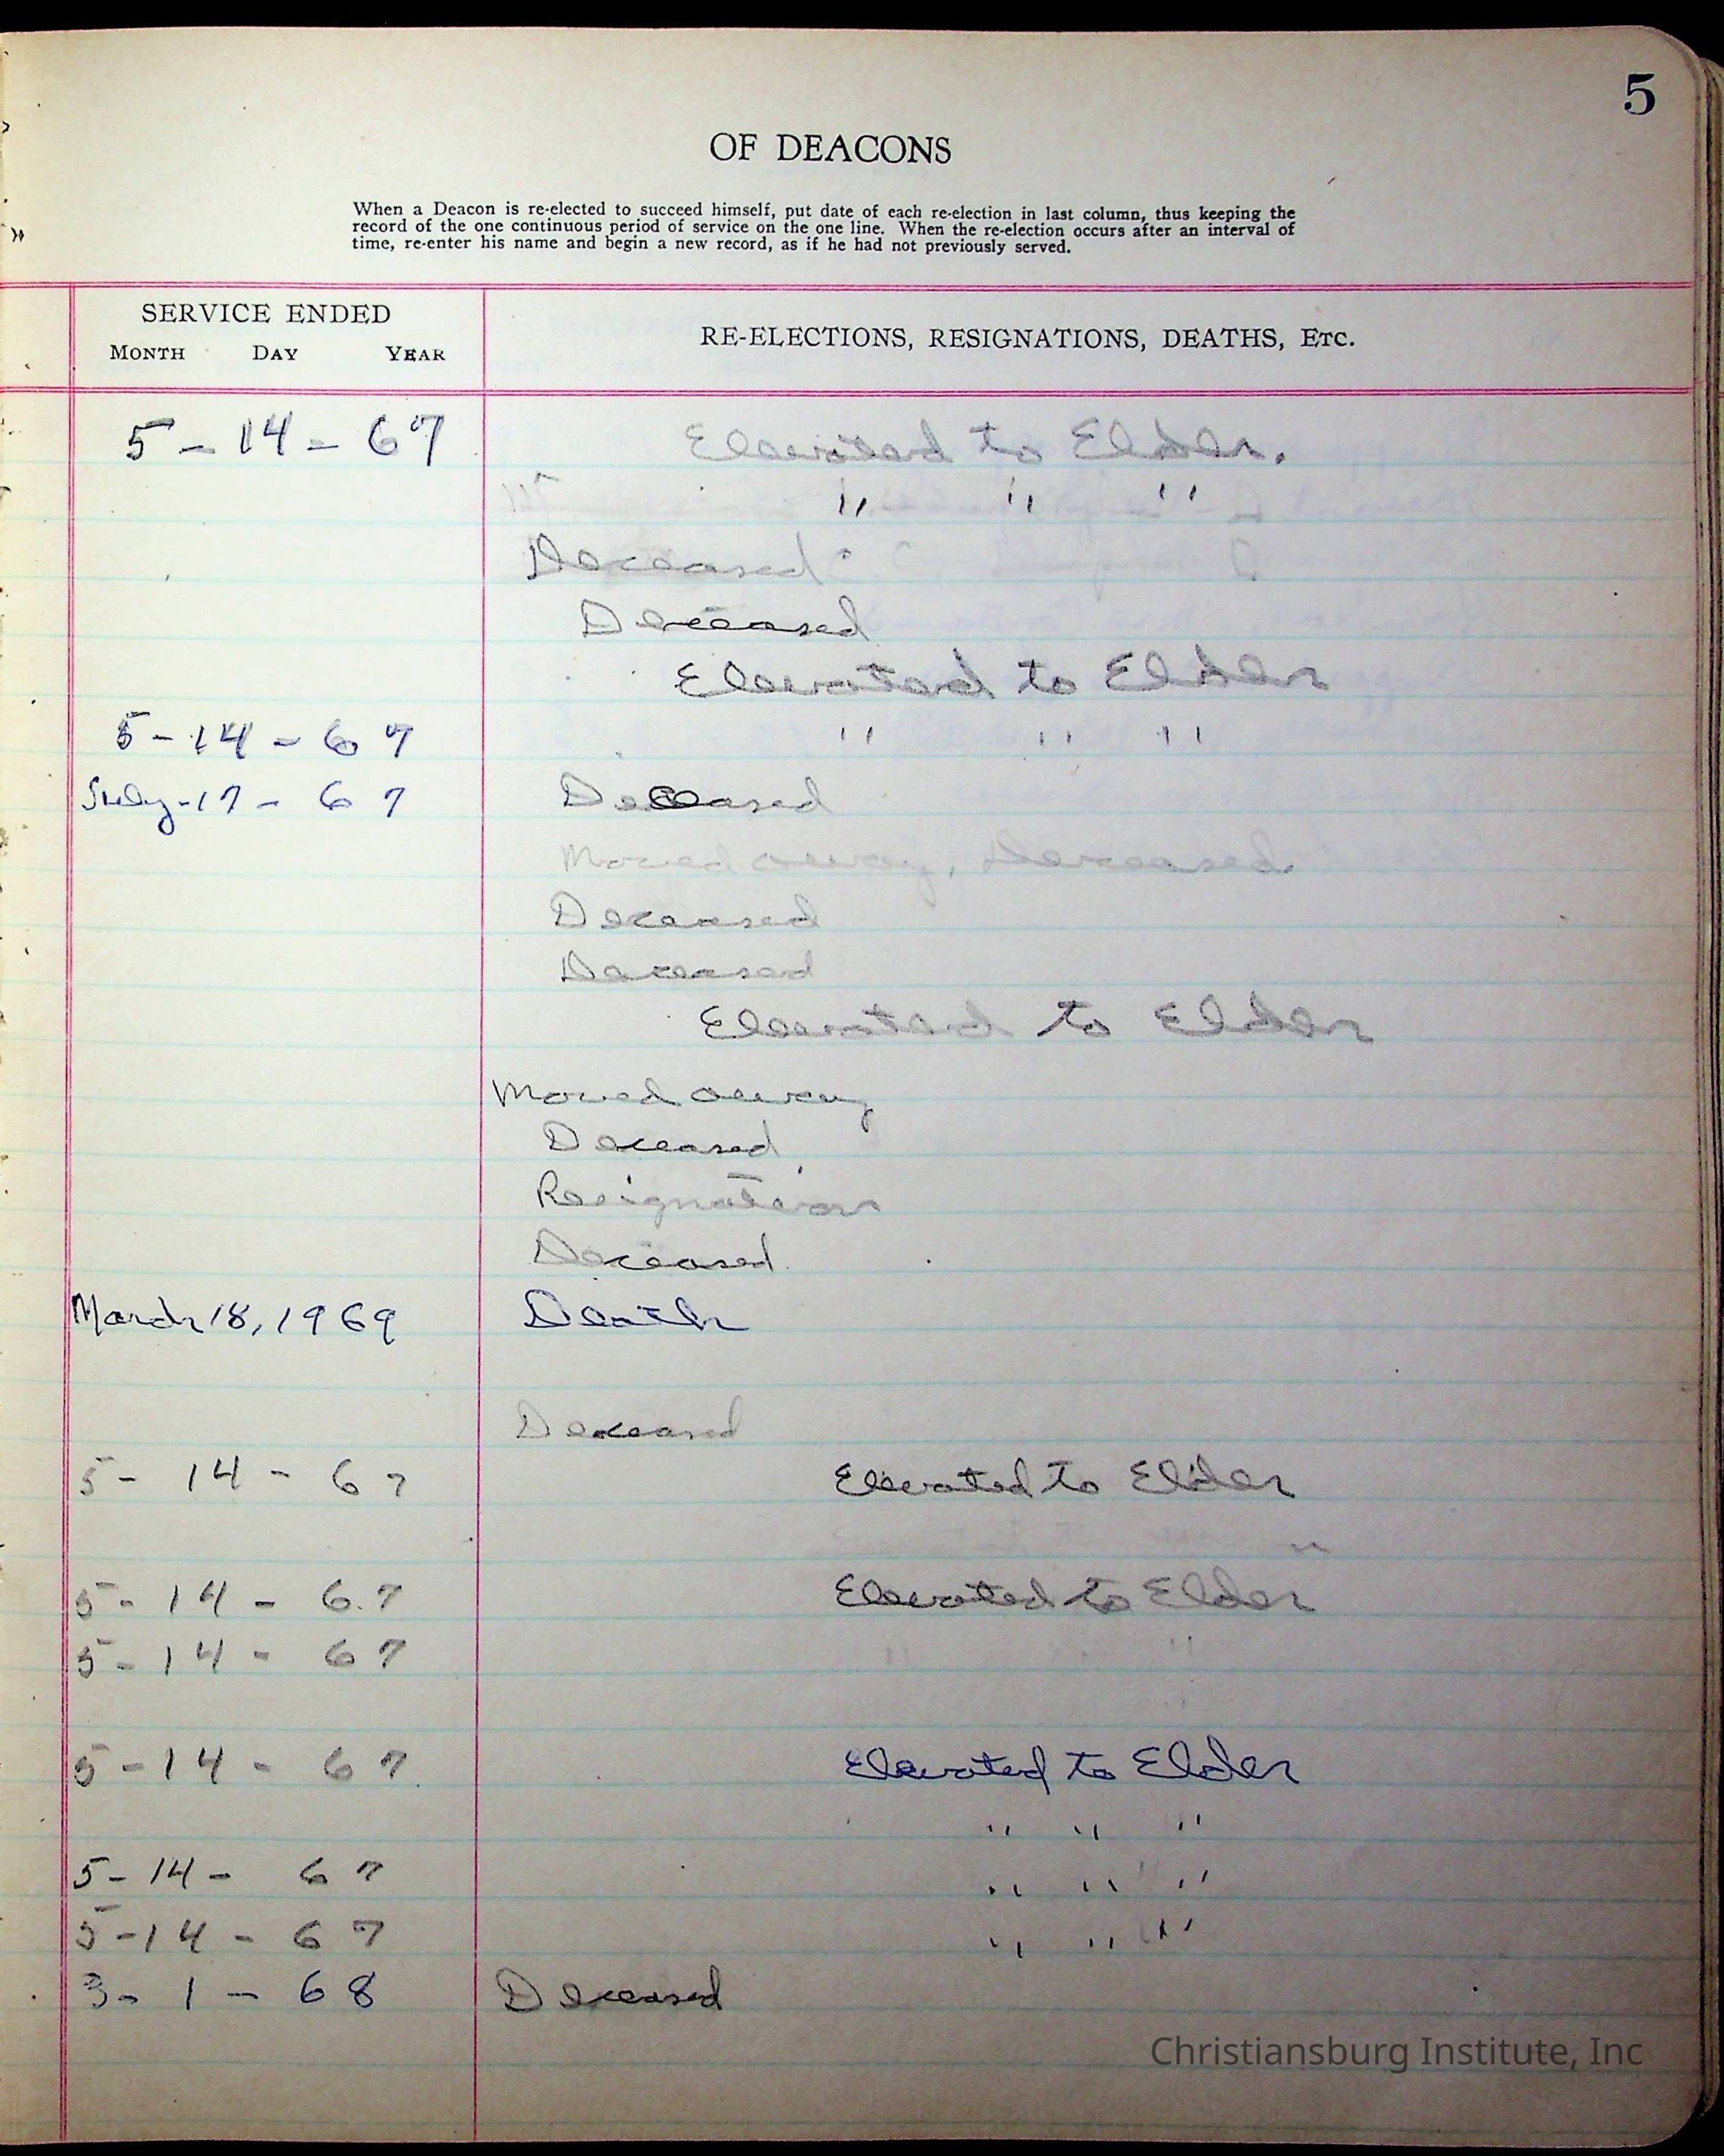 5
OF DEACONS
When a Deacon is re-elected to succeed himself, put date of each re-election in last column, thus keeping the
record of the one continuous period of service on the one line. When the re-election occurs after an interval of
time, re-enter his name and begin a new record, as if he had not previously served.
SERVICE ENDED
MONTH DAY YEAR
RE-ELECTIONS, RESIGNATIONS, DEATHS, ETC.
5 - 14 - 67 Elevated to Elder.
" " "
Deceased
Deceased
Elevated to Elder
5 - 14 - 67 " " "
July - 17 - 67 Deceased
Moved away, Deceased.
Deceased
Deceased
Elevated to Elder
Moved away
Deceased
Resignation
Deceased
March 18, 1969 Death
Deceased
5 - 14 - 67 Elevated to Elder
5 - 14 - 67 Elevated to Elder
5 - 14 - 67 " "
5 - 14 - 67 Elevated to Elder
" " "
5 - 14 - 67 " " "
5 - 14 - 67 " " "
3 - 1 - 68 Deceased
Christiansburg Institute, Inc